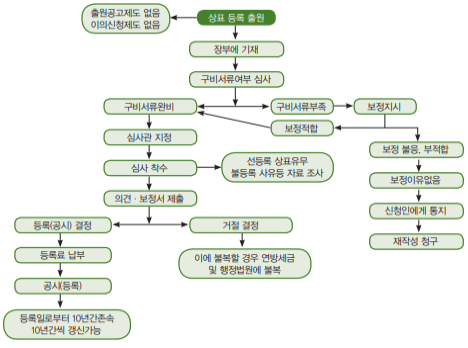 출원공고제도 없음
이의신청제도 없음
상표 등록 출원
장부에 기재
구비서류여부 심사
구비서류완비
구비서류부족
보정지시
심사관 지정
보정적합
심사 착수
선등록 상표유무
불등록 사유등 자료 조사
보정 불응, 부적합
의견·보정서 제출
보정이유없음
등록(공시) 결정
거절 결정
신청인에게 통지
등록료 납부
이에 불복할 경우 연방세금
및 행정법원에 불복
재작성 청구
공시(등록)
등록일로부터 10년간존속
10년간씩 갱신가능